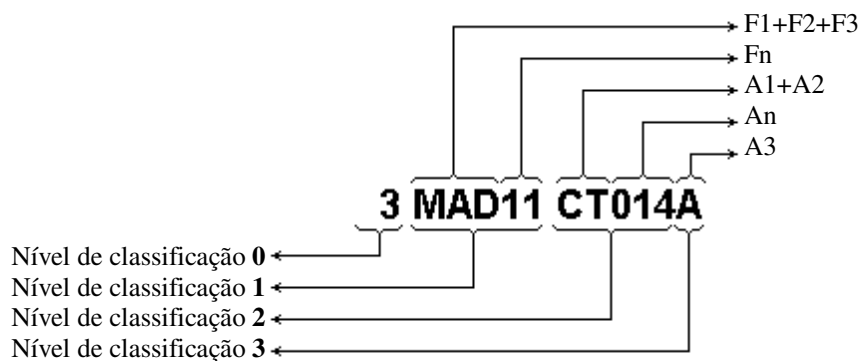 F1+F2+F3
Fn
A1+A2
An
A3
3 MAD11 CT014A
Nível de classificação 0
Nível de classificação 1
Nível de classificação 2
Nível de classificação 3